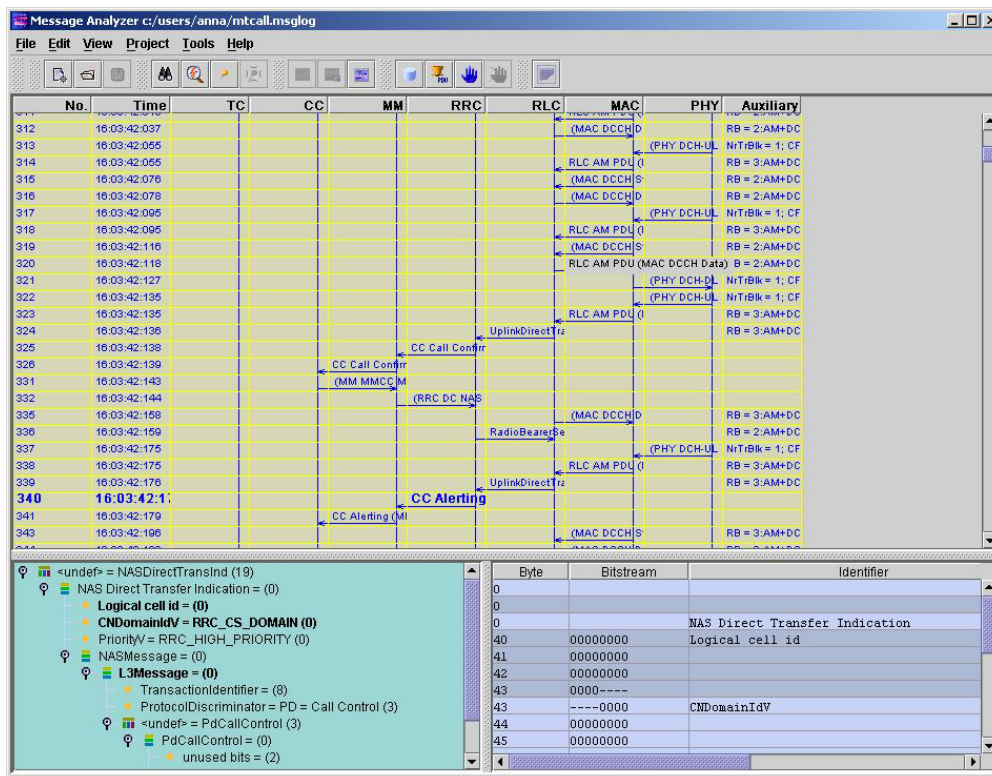 Message Analyzer c:/users/anna/mtcall.msglog
File Edit View Project Tools Help
PDU
No. Time TC CC MM RRC RLC MAC PHY Auxiliary
312 16:03:42:037 (MAC DCCH D RB = 2:AM+DC
313 16:03:42:055 (PHY DCH-UL NrTrBlk = 1; CF
314 16:03:42:055 RLC AM PDU ( RB = 3:AM+DC
315 16:03:42:076 (MAC DCCH S RB = 2:AM+DC
316 16:03:42:078 (MAC DCCH D RB = 2:AM+DC
317 16:03:42:095 (PHY DCH-UL NrTrBlk = 1; CF
318 16:03:42:095 RLC AM PDU ( RB = 3:AM+DC
319 16:03:42:116 (MAC DCCH S RB = 2:AM+DC
320 16:03:42:118 RLC AM PDU (MAC DCCH Data) B = 2:AM+DC
321 16:03:42:127 (PHY DCH-DL NrTrBlk = 1; CF
322 16:03:42:135 (PHY DCH-UL NrTrBlk = 1; CF
323 16:03:42:135 RLC AM PDU ( RB = 3:AM+DC
324 16:03:42:136 UplinkDirectTra RB = 3:AM+DC
325 16:03:42:138 CC Call Confirr
326 16:03:42:139 CC Call Confirr
331 16:03:42:143 (MM MMCC M
332 16:03:42:144 (RRC DC NAS
335 16:03:42:158 (MAC DCCH D RB = 3:AM+DC
336 16:03:42:159 RadioBearerSe RB = 2:AM+DC
337 16:03:42:175 (PHY DCH-UL NrTrBlk = 1; CF
338 16:03:42:175 RLC AM PDU ( RB = 3:AM+DC
339 16:03:42:176 UplinkDirectTra RB = 3:AM+DC
340 16:03:42:17 CC Alerting
341 16:03:42:179 CC Alerting (MI
343 16:03:42:196 (MAC DCCH S RB = 3:AM+DC
<undef> = NASDirectTransInd (19)
NAS Direct Transfer Indication = (0)
Logical cell id = (0)
CNDomainIdV = RRC_CS_DOMAIN (0)
PriorityV = RRC_HIGH_PRIORITY (0)
NASMessage = (0)
L3Message = (0)
TransactionIdentifier = (8)
ProtocolDiscriminator = PD = Call Control (3)
<undef> = PdCallControl (3)
PdCallControl = (0)
unused bits = (2)
Byte Bitstream Identifier
0
0
0 NAS Direct Transfer Indication
40 00000000 Logical cell id
41 00000000
42 00000000
43 0000----
43 ----0000 CNDomainIdV
44 00000000
45 00000000